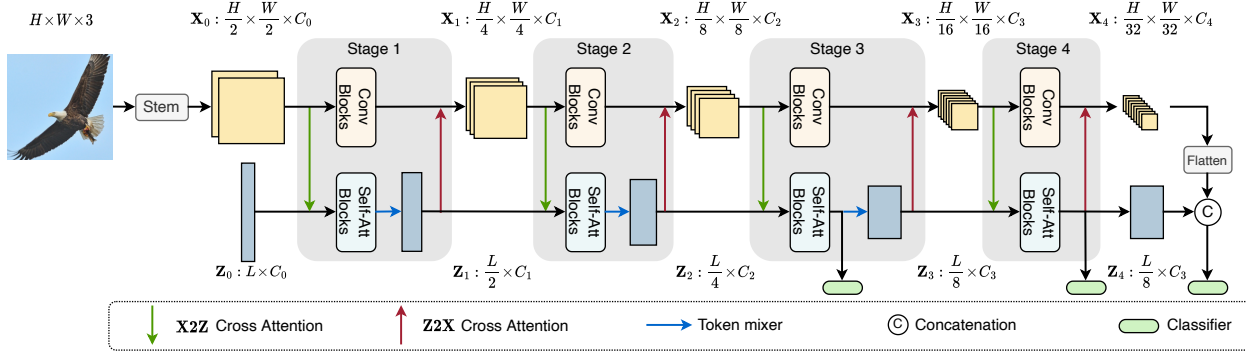 H×W×3
X₀ : H/2 × W/2 × C₀
X₁ : H/4 × W/4 × C₁
X₂ : H/8 × W/8 × C₂
X₃ : H/16 × W/16 × C₃
X₄ : H/32 × W/32 × C₄
Stage 1
Stage 2
Stage 3
Stage 4
Stem
Conv
Blocks
Conv
Blocks
Conv
Blocks
Conv
Blocks
Flatten
Self-Att
Blocks
Self-Att
Blocks
Self-Att
Blocks
Self-Att
Blocks
C
Z₀ : L×C₀
Z₁ : L/2 ×C₁
Z₂ : L/4 ×C₂
Z₃ : L/8 ×C₃
Z₄ : L/8 ×C₃
X2Z Cross Attention
Z2X Cross Attention
Token mixer
C Concatenation
Classifier